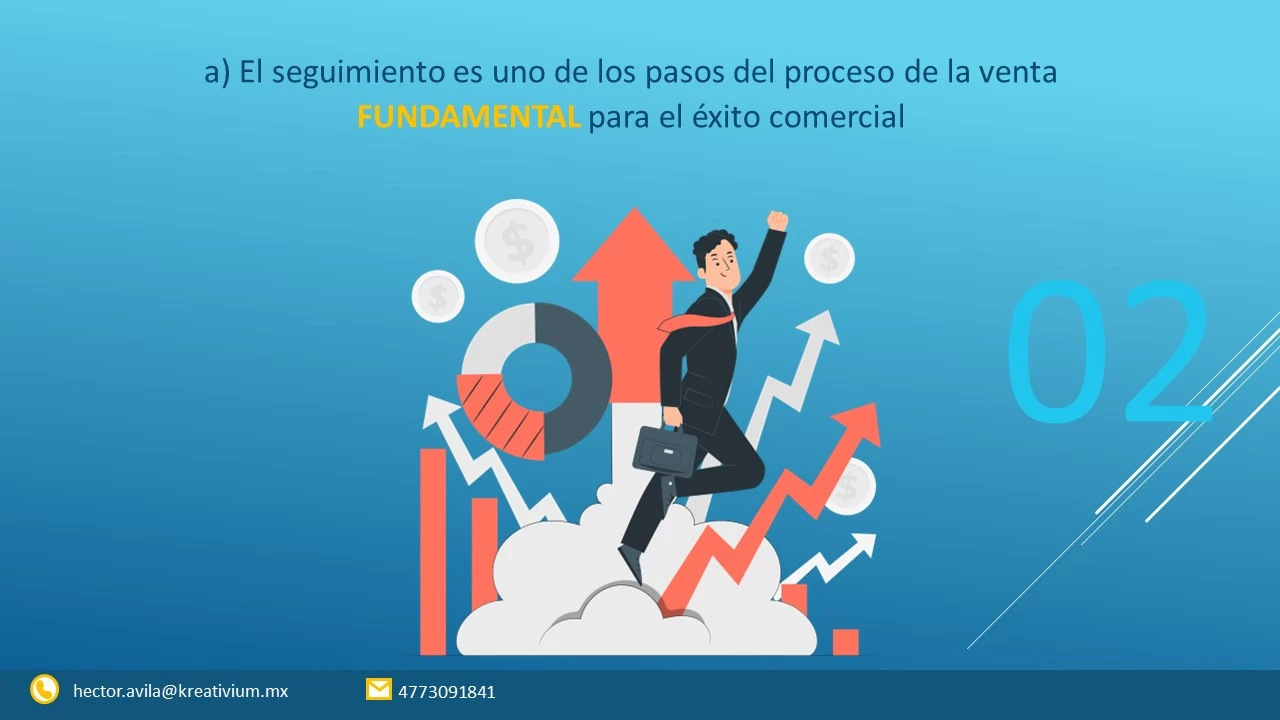 a) El seguimiento es uno de los pasos del proceso de la venta
FUNDAMENTAL para el éxito comercial
$
$
$
$
02
hector.avila@kreativium.mx
4773091841